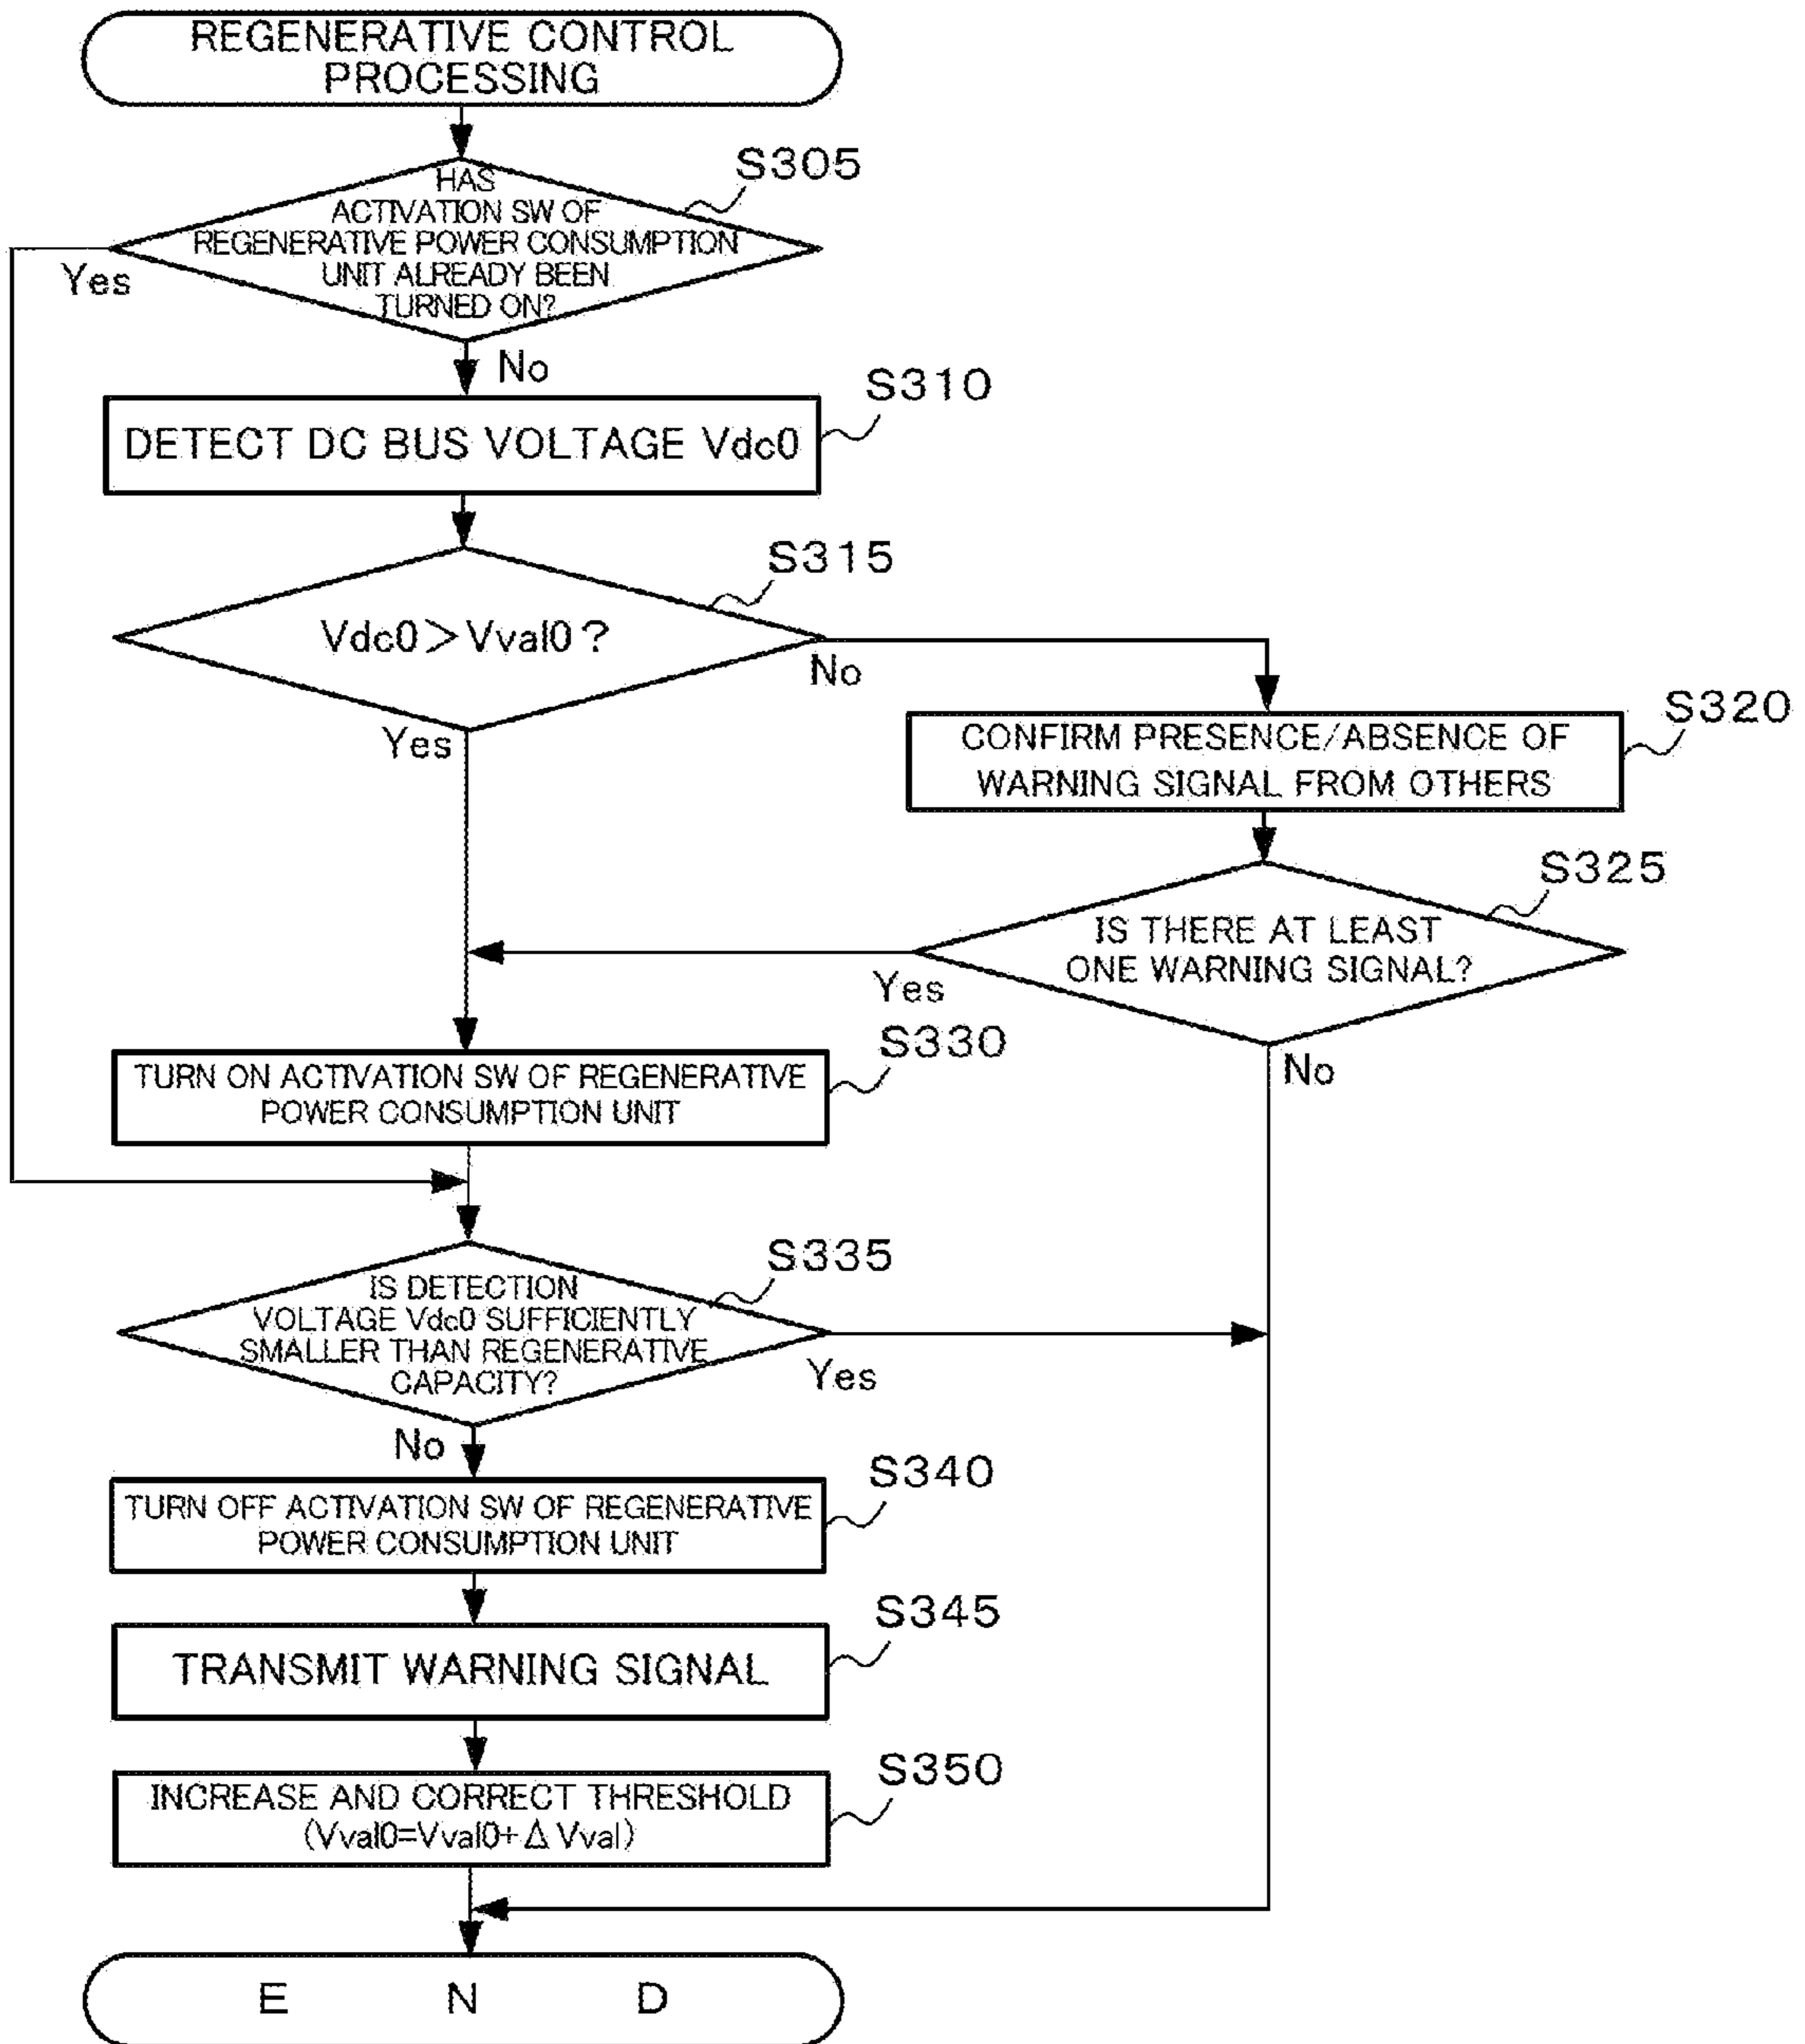 REGENERATIVE CONTROL
PROCESSING
S305
HAS
ACTIVATION SW OF
REGENERATIVE POWER CONSUMPTION
UNIT ALREADY BEEN
TURNED ON?
Yes
No
S310
DETECT DC BUS VOLTAGE Vdc0
S315
Vdc0>Vval0?
No
Yes
S320
CONFIRM PRESENCE/ABSENCE OF
WARNING SIGNAL FROM OTHERS
S325
IS THERE AT LEAST
ONE WARNING SIGNAL?
Yes
No
S330
TURN ON ACTIVATION SW OF REGENERATIVE
POWER CONSUMPTION UNIT
S335
IS DETECTION
VOLTAGE Vdc0 SUFFICIENTLY
SMALLER THAN REGENERATIVE
CAPACITY?
Yes
No
S340
TURN OFF ACTIVATION SW OF REGENERATIVE
POWER CONSUMPTION UNIT
S345
TRANSMIT WARNING SIGNAL
S350
INCREASE AND CORRECT THRESHOLD
(Vval0=Vval0+Δ Vval)
E N D